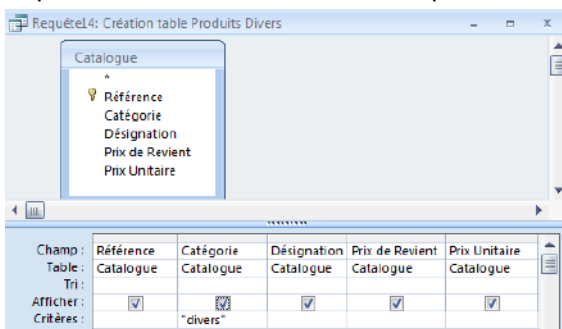 Requête14: Création table Produits Divers
Catalogue
*
Référence
Catégorie
Désignation
Prix de Revient
Prix Unitaire
Champ : Référence Catégorie Désignation Prix de Revient Prix Unitaire
Table : Catalogue Catalogue Catalogue Catalogue Catalogue
Tri :
Afficher :
Critères : "divers"